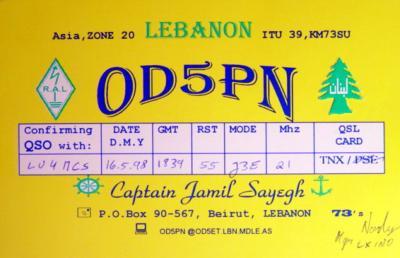 Asia, ZONE 20 LEBANON ITU 39, KM73SU
R.A.L
OD5PN
لبنان
Confirming QSO with: DATE D.M.Y GMT RST MODE Mhz QSL CARD
LU4MCS 16.5.98 1839 55 J3E 21 TNX / PSE
Captain Jamil Sayegh
P.O.Box 90-567, Beirut, LEBANON 73's
OD5PN @OD5ET.LBN.MDLE.AS